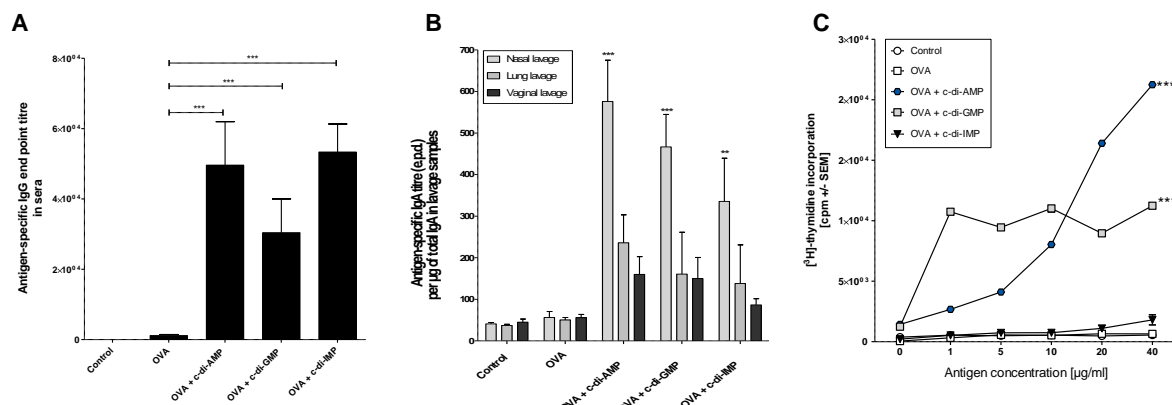 A
Antigen-specific IgG end point titre
in sera
8×10⁰⁴
6×10⁰⁴
4×10⁰⁴
2×10⁰⁴
0
***
***
***
Control
OVA
OVA + c-di-AMP
OVA + c-di-GMP
OVA + c-di-IMP
B
Antigen-specific IgA titre (e.p.d.)
per µg of total IgA in lavage samples
700
600
500
400
300
200
100
0
Nasal lavage
Lung lavage
Vaginal lavage
***
***
**
Control
OVA
OVA + c-di-AMP
OVA + c-di-GMP
OVA + c-di-IMP
C
[³H]-thymidine incorporation
[cpm +/- SEM]
3×10⁰⁴
2×10⁰⁴
2×10⁰⁴
1×10⁰⁴
5×10⁰³
0
Control
OVA
OVA + c-di-AMP
OVA + c-di-GMP
OVA + c-di-IMP
***
***
0
1
5
10
20
40
Antigen concentration [µg/ml]